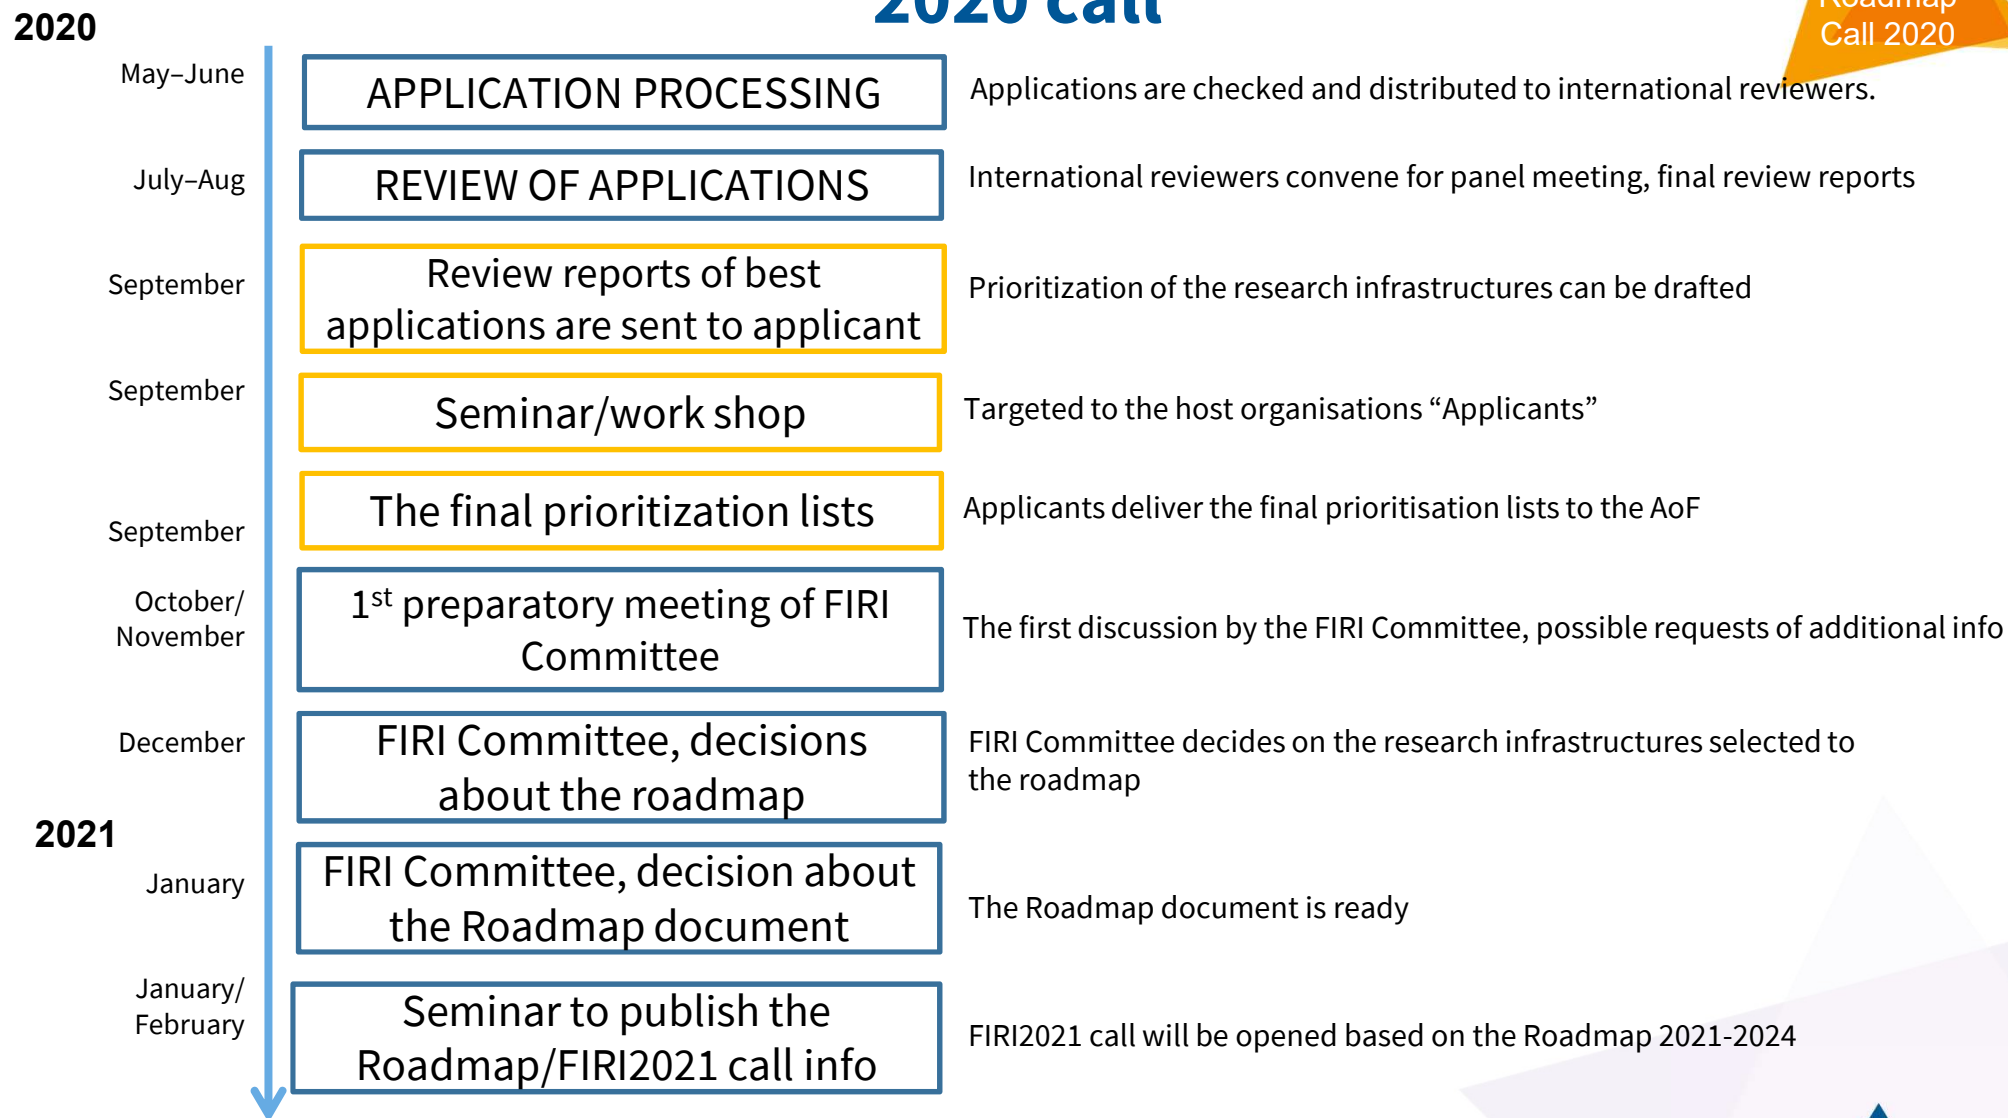 2020 call
Roadmap
Call 2020
2020
May–June
APPLICATION PROCESSING
Applications are checked and distributed to international reviewers.
July–Aug
REVIEW OF APPLICATIONS
International reviewers convene for panel meeting, final review reports
September
Review reports of best
applications are sent to applicant
Prioritization of the research infrastructures can be drafted
September
Seminar/work shop
Targeted to the host organisations “Applicants”
September
The final prioritization lists
Applicants deliver the final prioritisation lists to the AoF
October/
November
1st preparatory meeting of FIRI
Committee
The first discussion by the FIRI Committee, possible requests of additional info
December
FIRI Committee, decisions
about the roadmap
FIRI Committee decides on the research infrastructures selected to
the roadmap
2021
January
FIRI Committee, decision about
the Roadmap document
The Roadmap document is ready
January/
February
Seminar to publish the
Roadmap/FIRI2021 call info
FIRI2021 call will be opened based on the Roadmap 2021-2024